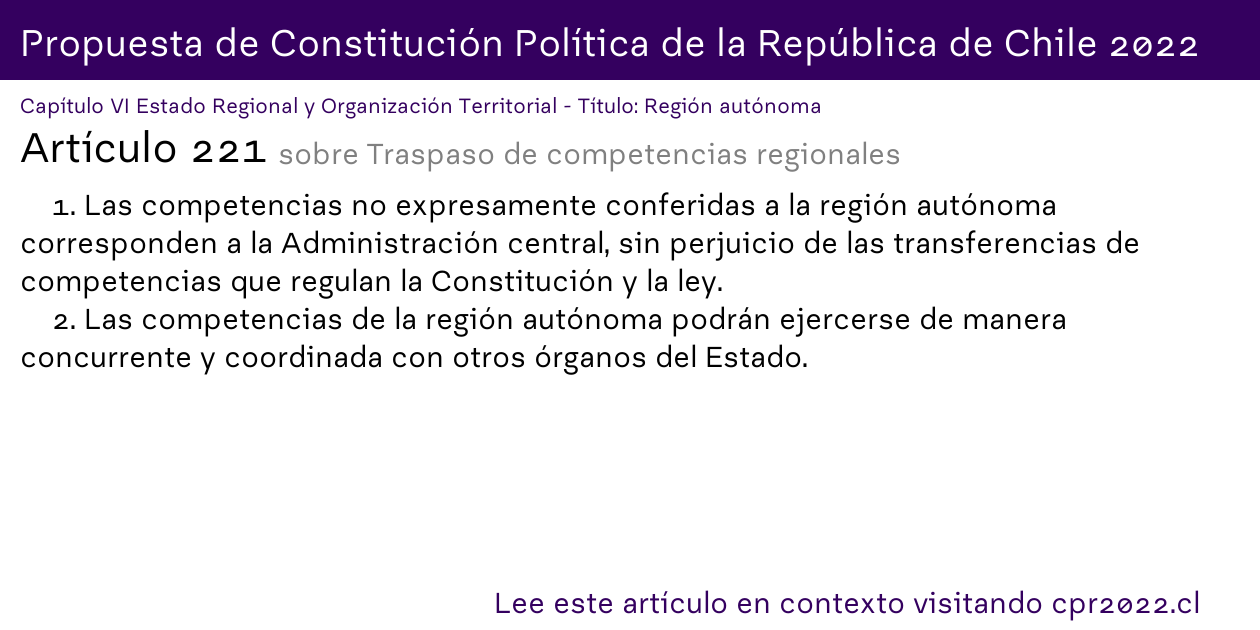 Propuesta de Constitución Política de la República de Chile 2022
Capítulo VI Estado Regional y Organización Territorial - Título: Región autónoma
Artículo 221 sobre Traspaso de competencias regionales
1. Las competencias no expresamente conferidas a la región autónoma
corresponden a la Administración central, sin perjuicio de las transferencias de
competencias que regulan la Constitución y la ley.
2. Las competencias de la región autónoma podrán ejercerse de manera
concurrente y coordinada con otros órganos del Estado.
Lee este artículo en contexto visitando cpr2022.cl